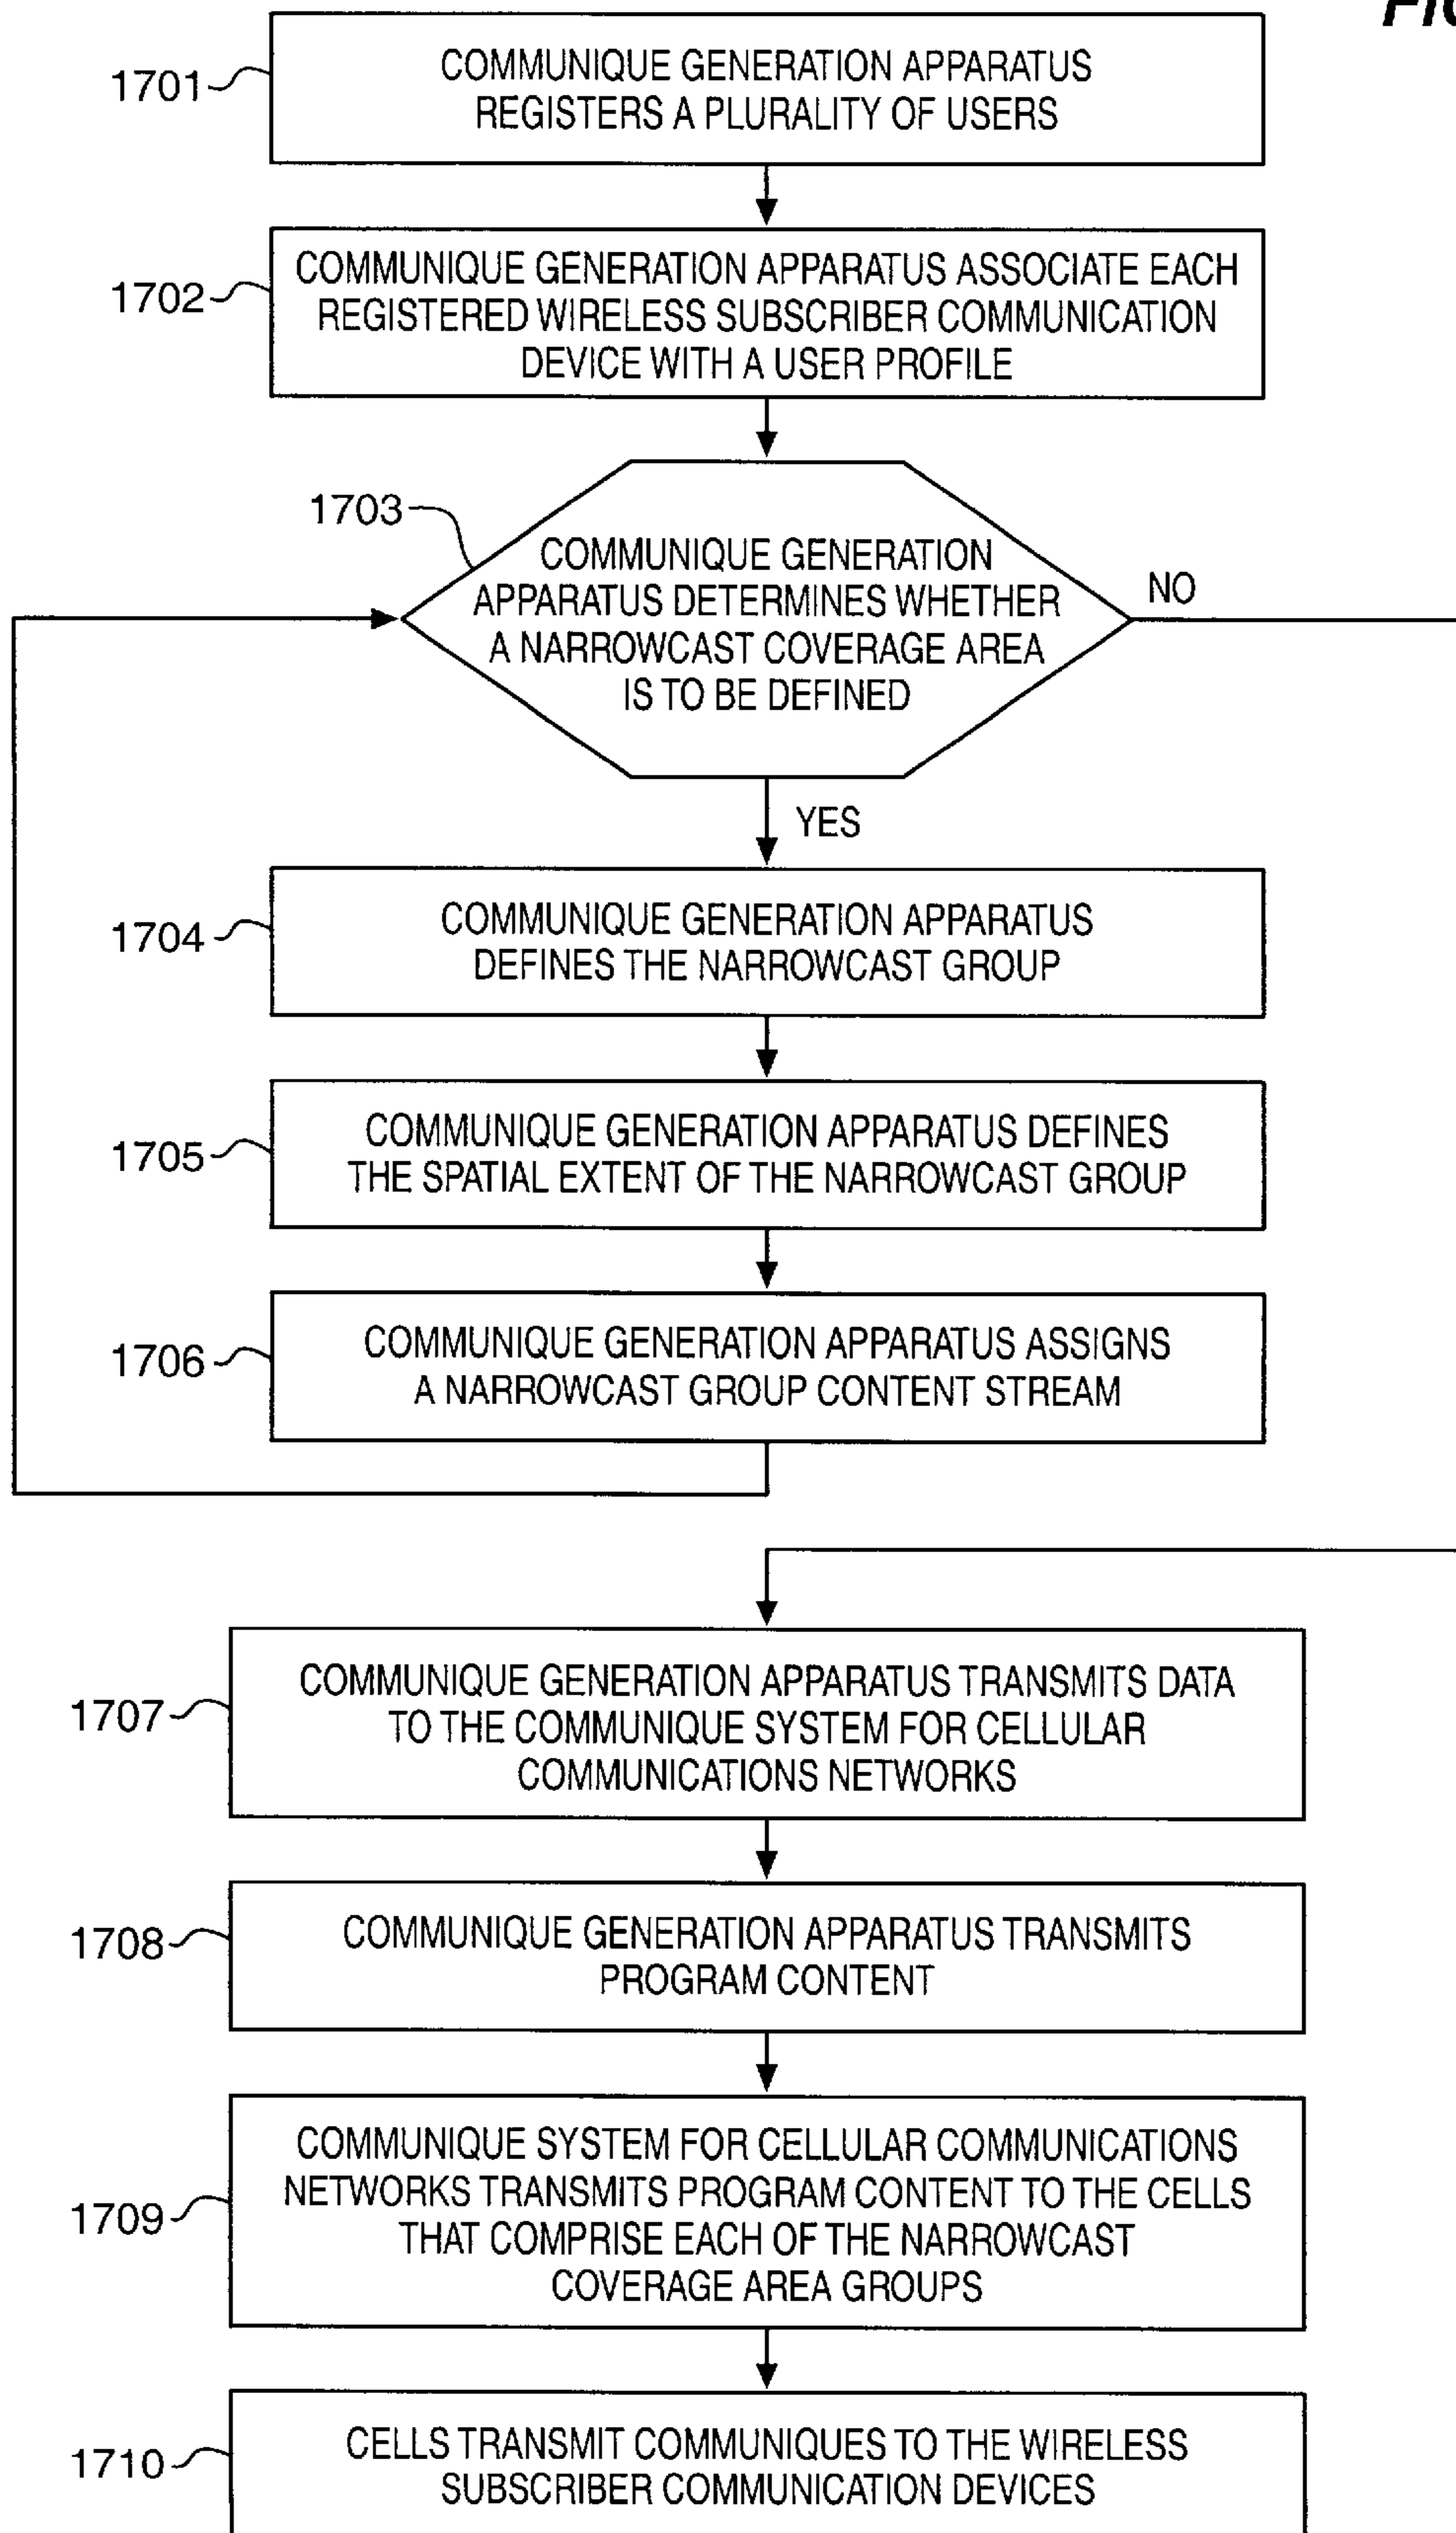 FIG
1701
COMMUNIQUE GENERATION APPARATUS
REGISTERS A PLURALITY OF USERS
1702
COMMUNIQUE GENERATION APPARATUS ASSOCIATE EACH
REGISTERED WIRELESS SUBSCRIBER COMMUNICATION
DEVICE WITH A USER PROFILE
1703
COMMUNIQUE GENERATION
APPARATUS DETERMINES WHETHER
A NARROWCAST COVERAGE AREA
IS TO BE DEFINED
NO
YES
1704
COMMUNIQUE GENERATION APPARATUS
DEFINES THE NARROWCAST GROUP
1705
COMMUNIQUE GENERATION APPARATUS DEFINES
THE SPATIAL EXTENT OF THE NARROWCAST GROUP
1706
COMMUNIQUE GENERATION APPARATUS ASSIGNS
A NARROWCAST GROUP CONTENT STREAM
1707
COMMUNIQUE GENERATION APPARATUS TRANSMITS DATA
TO THE COMMUNIQUE SYSTEM FOR CELLULAR
COMMUNICATIONS NETWORKS
1708
COMMUNIQUE GENERATION APPARATUS TRANSMITS
PROGRAM CONTENT
1709
COMMUNIQUE SYSTEM FOR CELLULAR COMMUNICATIONS
NETWORKS TRANSMITS PROGRAM CONTENT TO THE CELLS
THAT COMPRISE EACH OF THE NARROWCAST
COVERAGE AREA GROUPS
1710
CELLS TRANSMIT COMMUNIQUES TO THE WIRELESS
SUBSCRIBER COMMUNICATION DEVICES